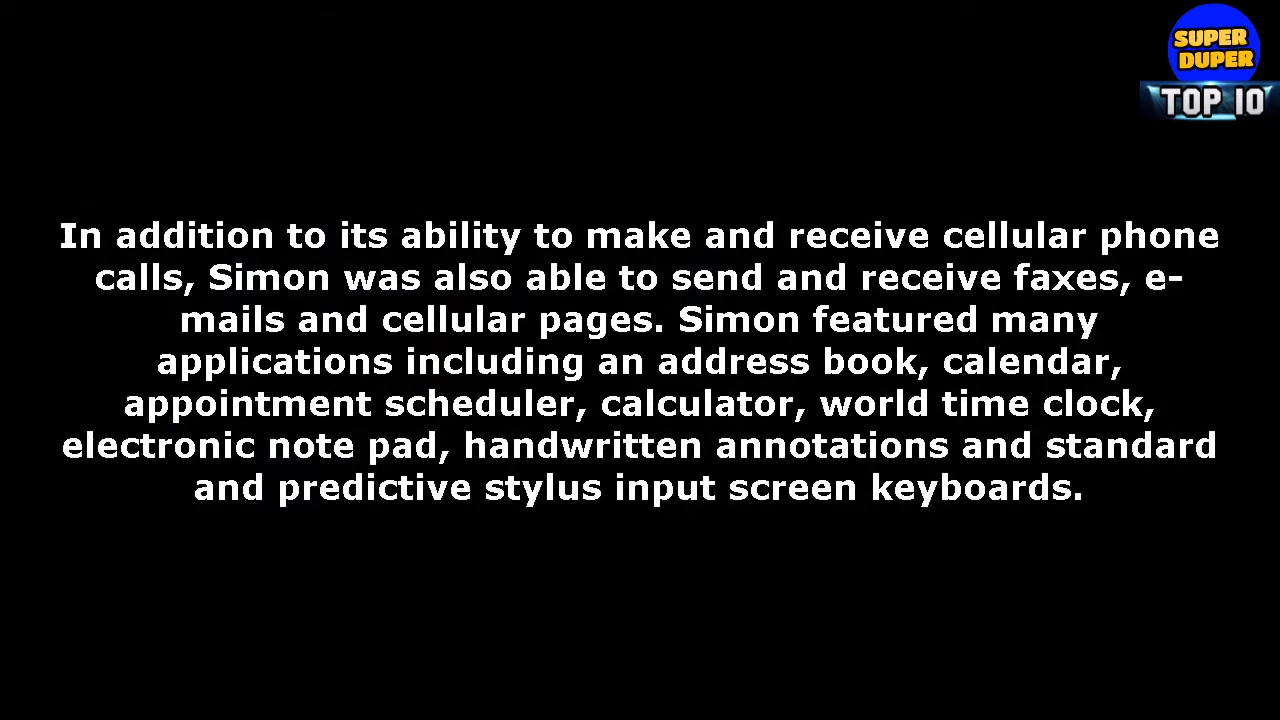 SUPER
DUPER
TOP 10
In addition to its ability to make and receive cellular phone
calls, Simon was also able to send and receive faxes, e-
mails and cellular pages. Simon featured many
applications including an address book, calendar,
appointment scheduler, calculator, world time clock,
electronic note pad, handwritten annotations and standard
and predictive stylus input screen keyboards.